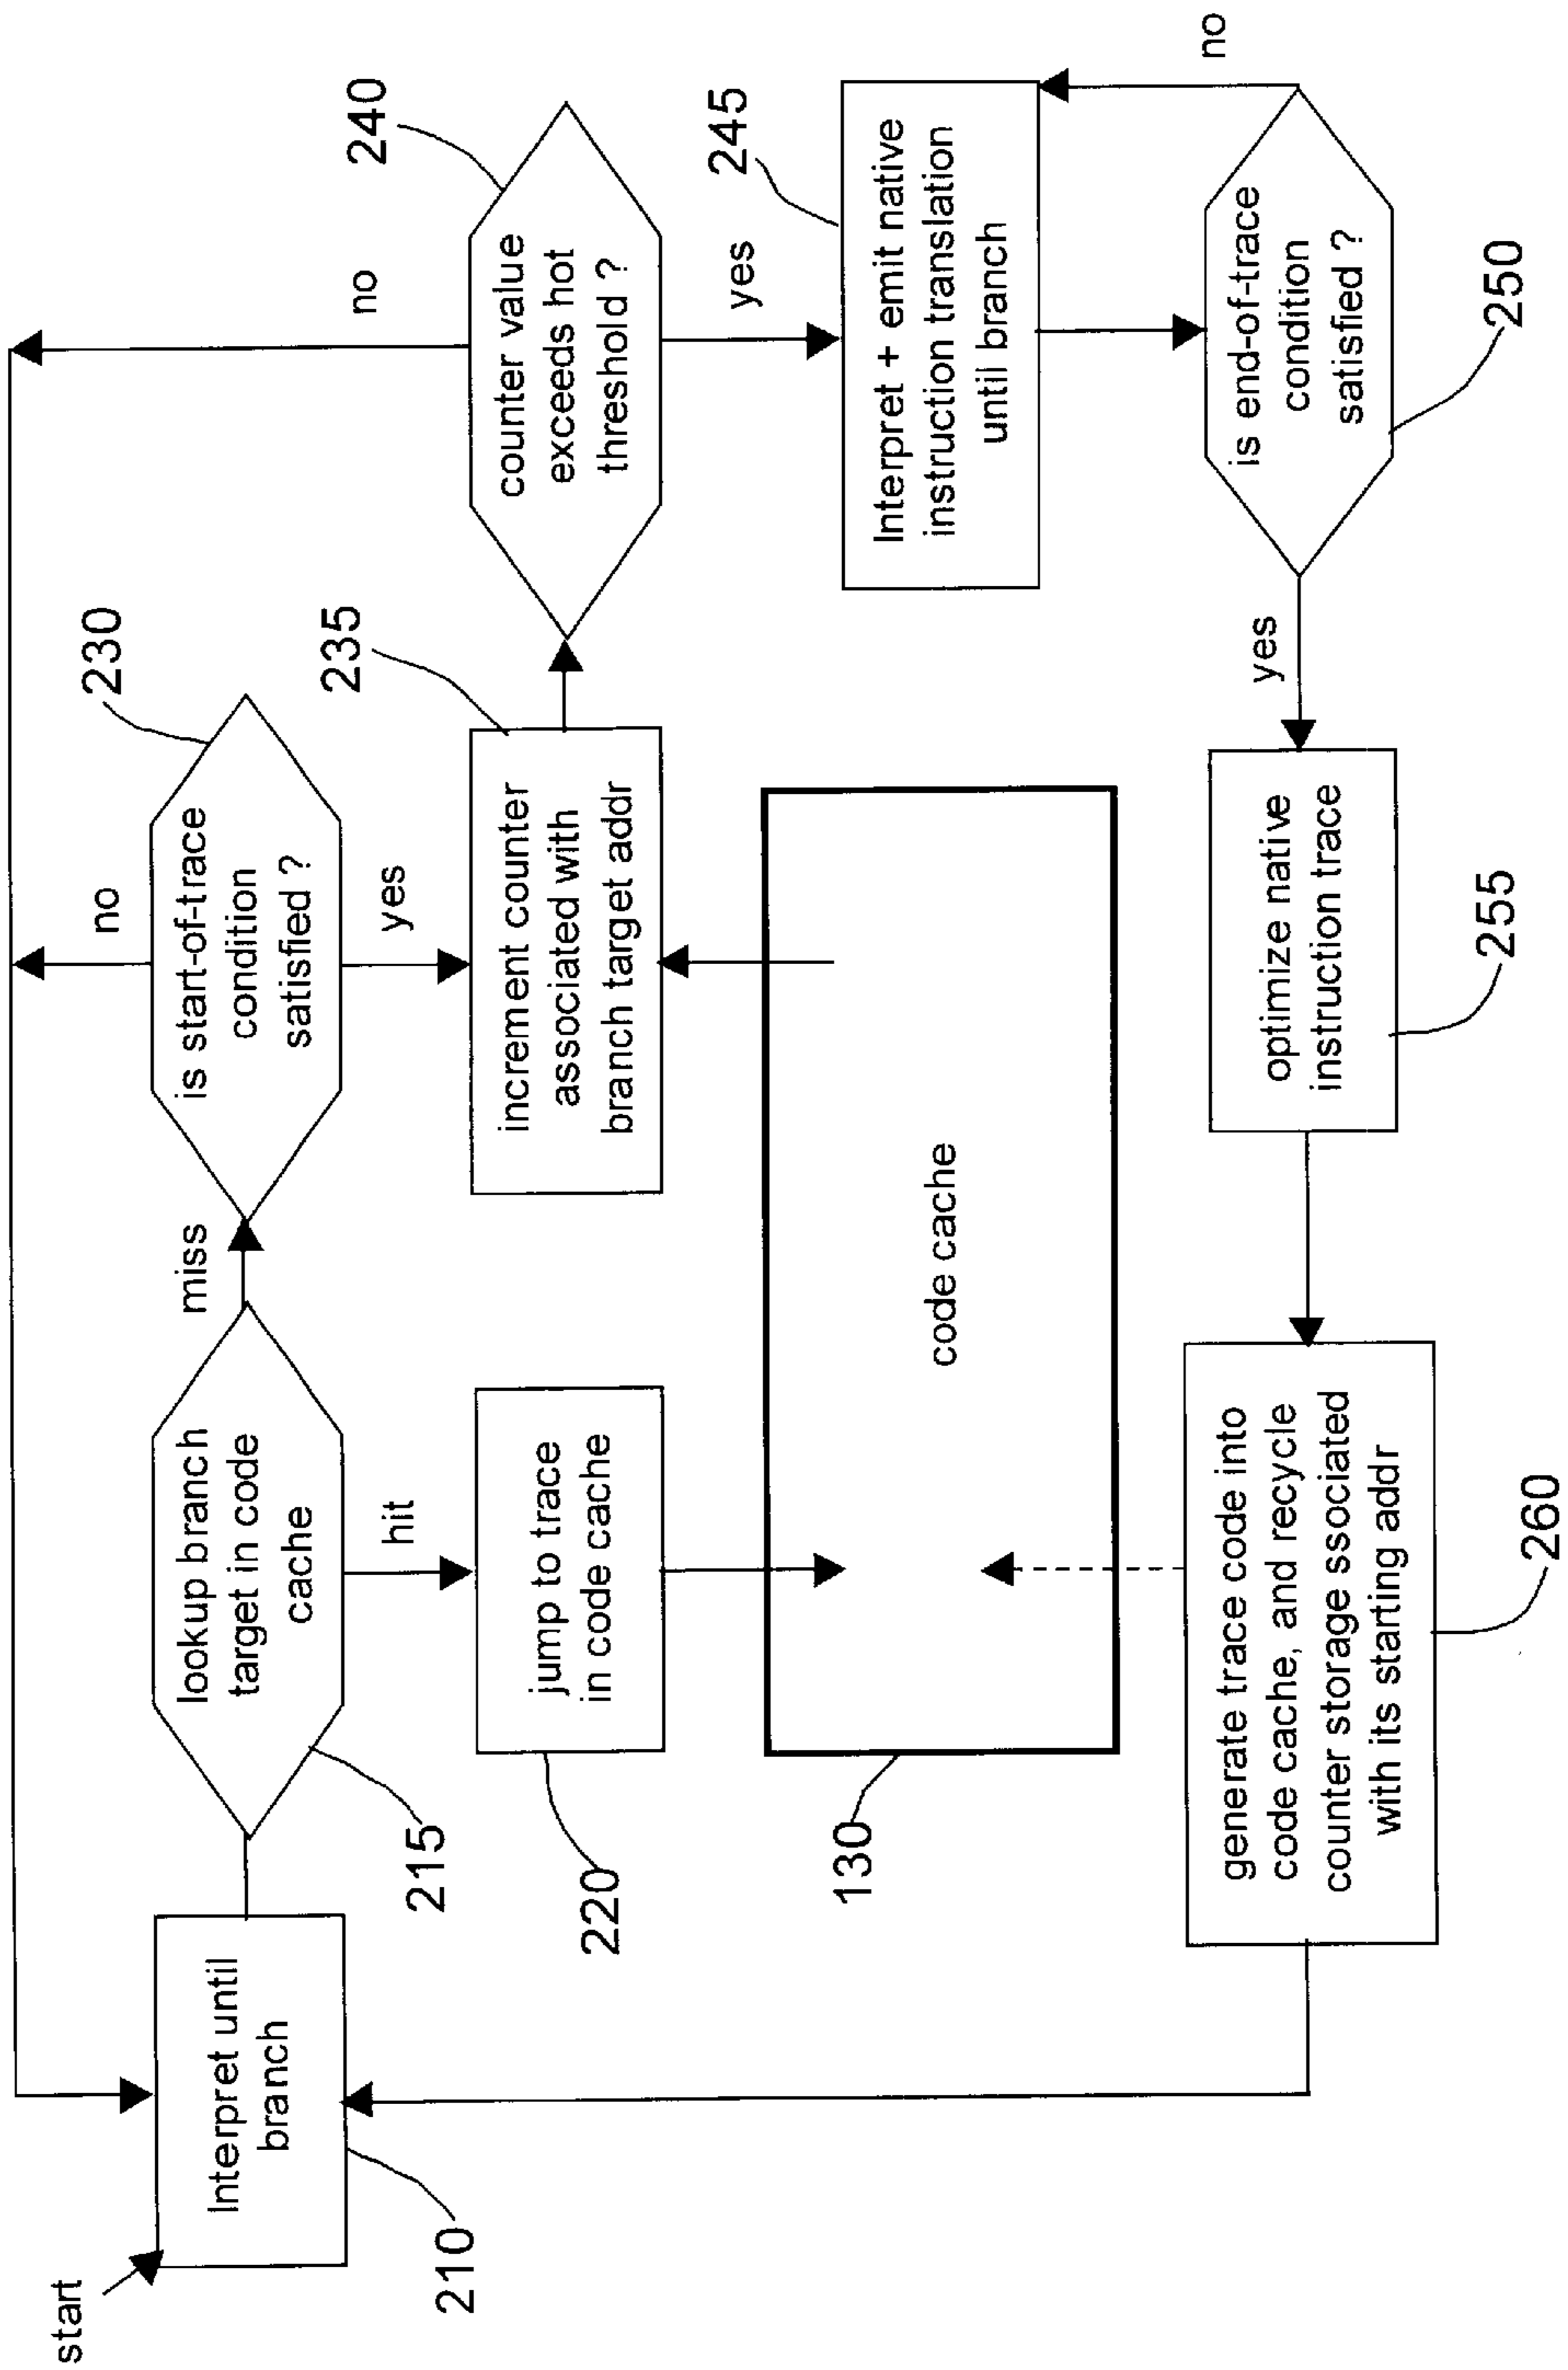 start
Interpret until
branch
210
lookup branch
target in code
cache
215
miss
hit
is start-of-trace
condition
satisfied ?
230
no
yes
jump to trace
in code cache
220
increment counter
associated with
branch target addr
235
counter value
exceeds hot
threshold ?
240
no
yes
code cache
130
Interpret + emit native
instruction translation
until branch
245
is end-of-trace
condition
satisfied ?
250
no
yes
optimize native
instruction trace
255
generate trace code into
code cache, and recycle
counter storage ssociated
with its starting addr
260